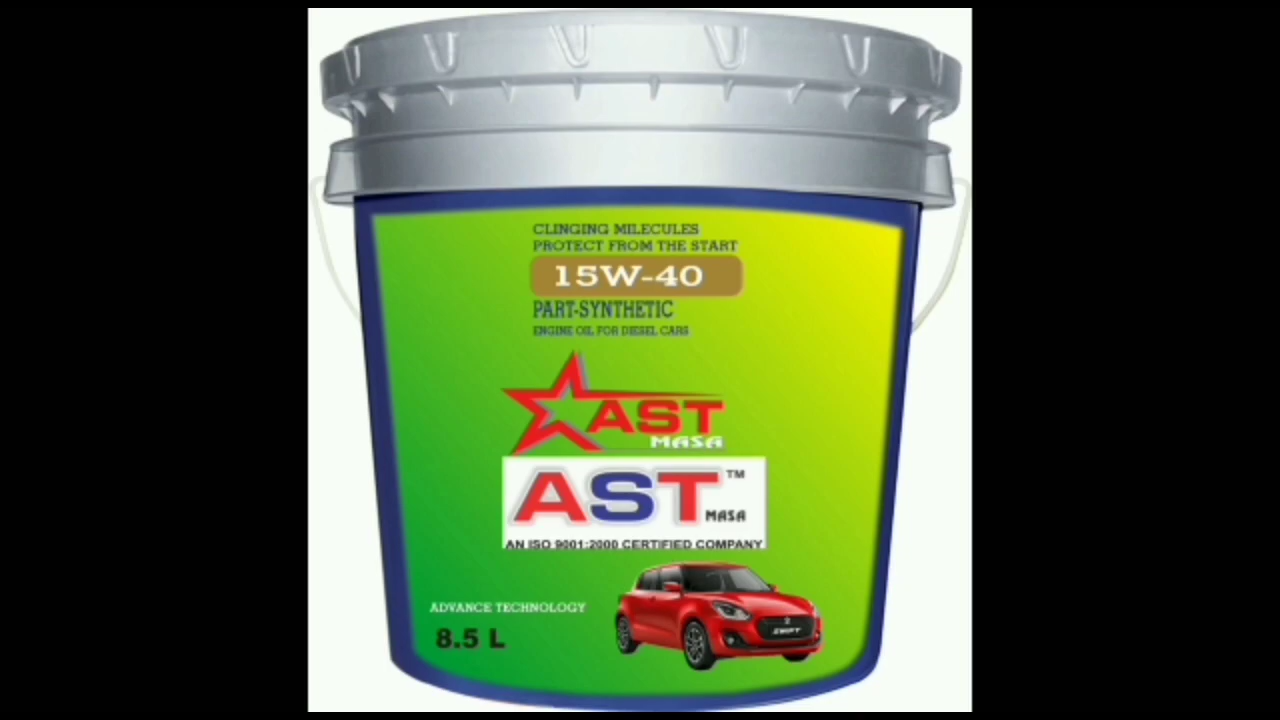 CLINGING MILECULES
PROTECT FROM THE START
15W-40
PART-SYNTHETIC
ENGINE OIL FOR DIESEL CARS
AST
MASA
AST™
MASA
AN ISO 9001:2000 CERTIFIED COMPANY
ADVANCE TECHNOLOGY
8.5 L
SWIFT